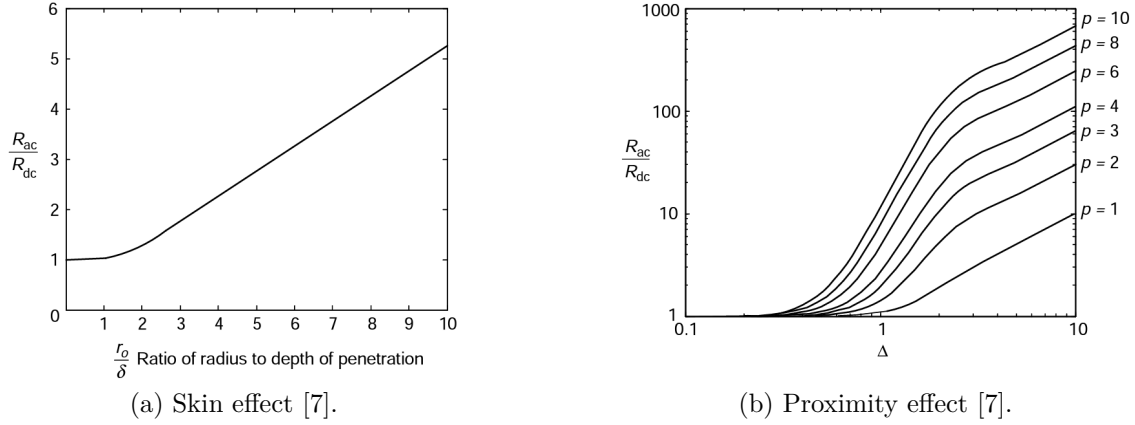 6
5
4
3
2
1
0
R_ac
R_dc
1 2 3 4 5 6 7 8 9 10
r_o
δ
Ratio of radius to depth of penetration
(a) Skin effect [7].
1000
100
10
1
R_ac
R_dc
0.1 1 10
Δ
p = 10
p = 8
p = 6
p = 4
p = 3
p = 2
p = 1
(b) Proximity effect [7].